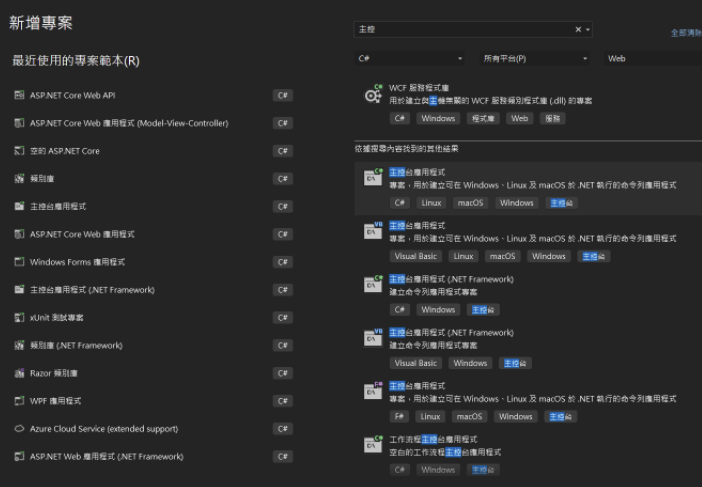 新增專案
最近使用的專案範本(R)
ASP.NET Core Web API
C#
ASP.NET Core Web 應用程式 (Model-View-Controller)
C#
空的 ASP.NET Core
C#
類別庫
C#
主控台應用程式
C#
ASP.NET Core Web 應用程式
C#
Windows Forms 應用程式
C#
主控台應用程式 (.NET Framework)
C#
xUnit 測試專案
C#
類別庫 (.NET Framework)
C#
Razor 類別庫
C#
WPF 應用程式
C#
Azure Cloud Service (extended support)
C#
ASP.NET Web 應用程式 (.NET Framework)
C#
主控
全部清除
C# 所有平台(P) Web
WCF 服務程式庫
用於建立與主機無關的 WCF 服務類別程式庫 (.dll) 的專案
C# Windows 程式庫 Web 服務
依據搜尋內容找到的其他結果
主控台應用程式
專案，用於建立可在 Windows、Linux 及 macOS 於 .NET 執行的命令列應用程式
C# Linux macOS Windows 主控台
主控台應用程式
專案，用於建立可在 Windows、Linux 及 macOS 於 .NET 執行的命令列應用程式
Visual Basic Linux macOS Windows 主控台
主控台應用程式 (.NET Framework)
建立命令列應用程式專案
C# Windows 主控台
主控台應用程式 (.NET Framework)
建立命令列應用程式專案
Visual Basic Windows 主控台
主控台應用程式
專案，用於建立可在 Windows、Linux 及 macOS 於 .NET 執行的命令列應用程式
F# Linux macOS Windows 主控台
工作流程主控台應用程式
空白的工作流程主控台應用程式
C# Windows 主控台